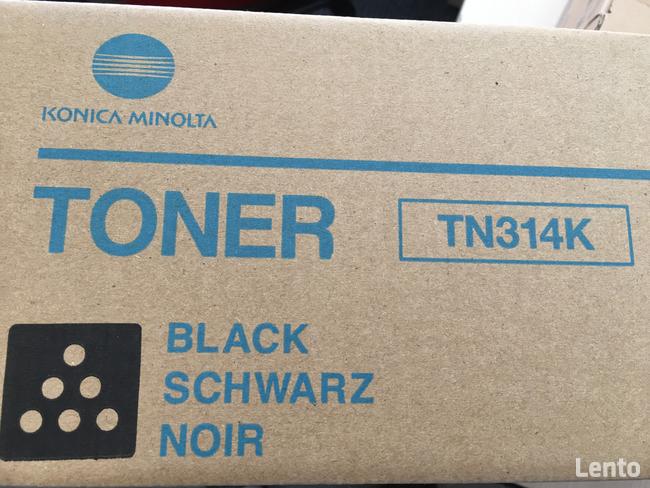 KONICA MINOLTA
TONER TN314K
BLACK
SCHWARZ
NOIR
Lento